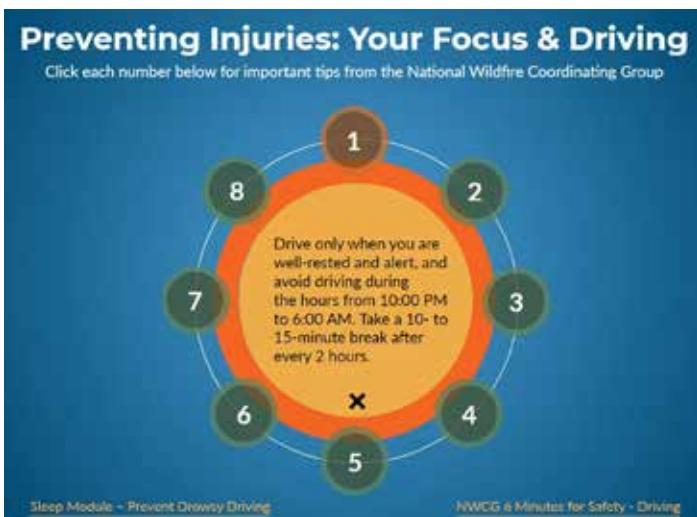 Preventing Injuries: Your Focus & Driving
Click each number below for important tips from the National Wildfire Coordinating Group
1
8
2
Drive only when you are
well-rested and alert, and
avoid driving during
the hours from 10:00 PM
to 6:00 AM. Take a 10- to
15-minute break after
every 2 hours.
7
3
6
4
5
Sleep Module – Prevent Drowsy Driving
NWCG 6 Minutes for Safety - Driving